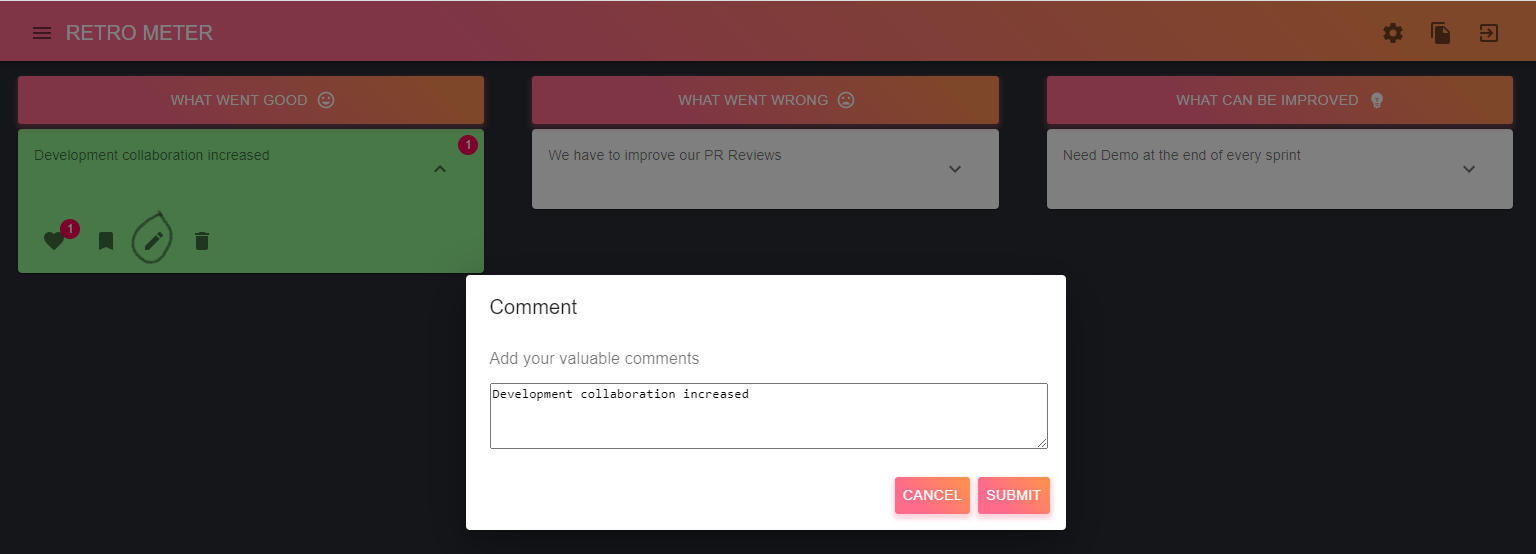 RETRO METER
WHAT WENT GOOD
WHAT WENT WRONG
WHAT CAN BE IMPROVED
1
Development collaboration increased
We have to improve our PR Reviews
Need Demo at the end of every sprint
1
Comment
Add your valuable comments
Development collaboration increased
CANCEL
SUBMIT